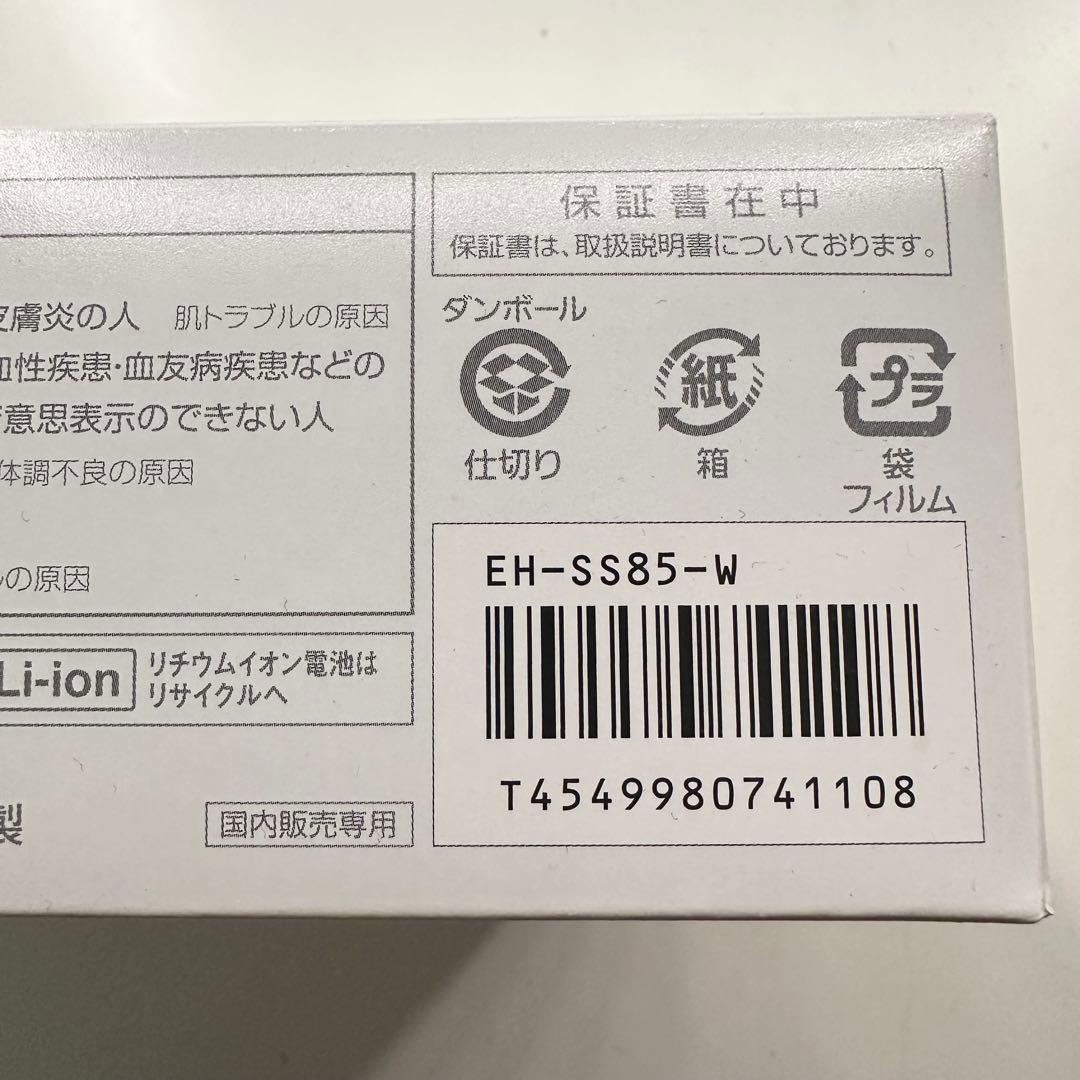 膚炎の人 肌トラブルの原因
性疾患・血友病疾患などの
意思表示のできない人
体調不良の原因
の原因
Li-ion
リチウムイオン電池は
リサイクルへ
製
国内販売専用
保証書在中
保証書は、取扱説明書についております。
ダンボール
仕切り
紙
箱
プラ
袋
フィルム
EH-SS85-W
T4549980741108